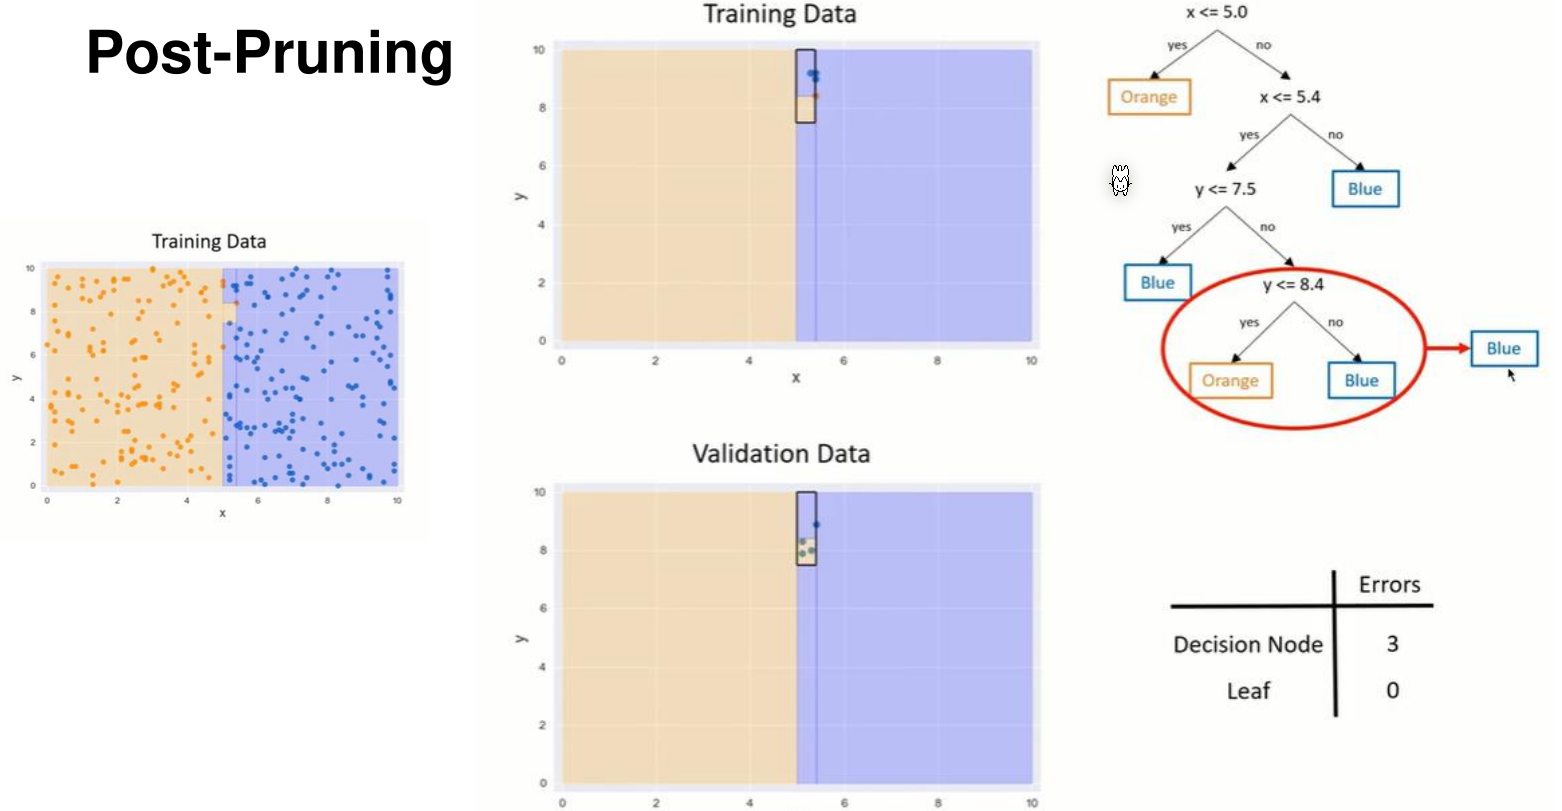 Post-Pruning
Training Data
10
8
6
4
2
0
y
0
2
4
6
8
10
x
Training Data
10
8
6
4
2
0
y
0
2
4
6
8
10
x
Validation Data
10
8
6
4
2
0
y
0
2
4
6
8
10
x <= 5.0
yes
no
Orange
x <= 5.4
yes
no
y <= 7.5
Blue
yes
no
Blue
y <= 8.4
yes
no
Orange
Blue
Blue
Errors
Decision Node 3
Leaf 0